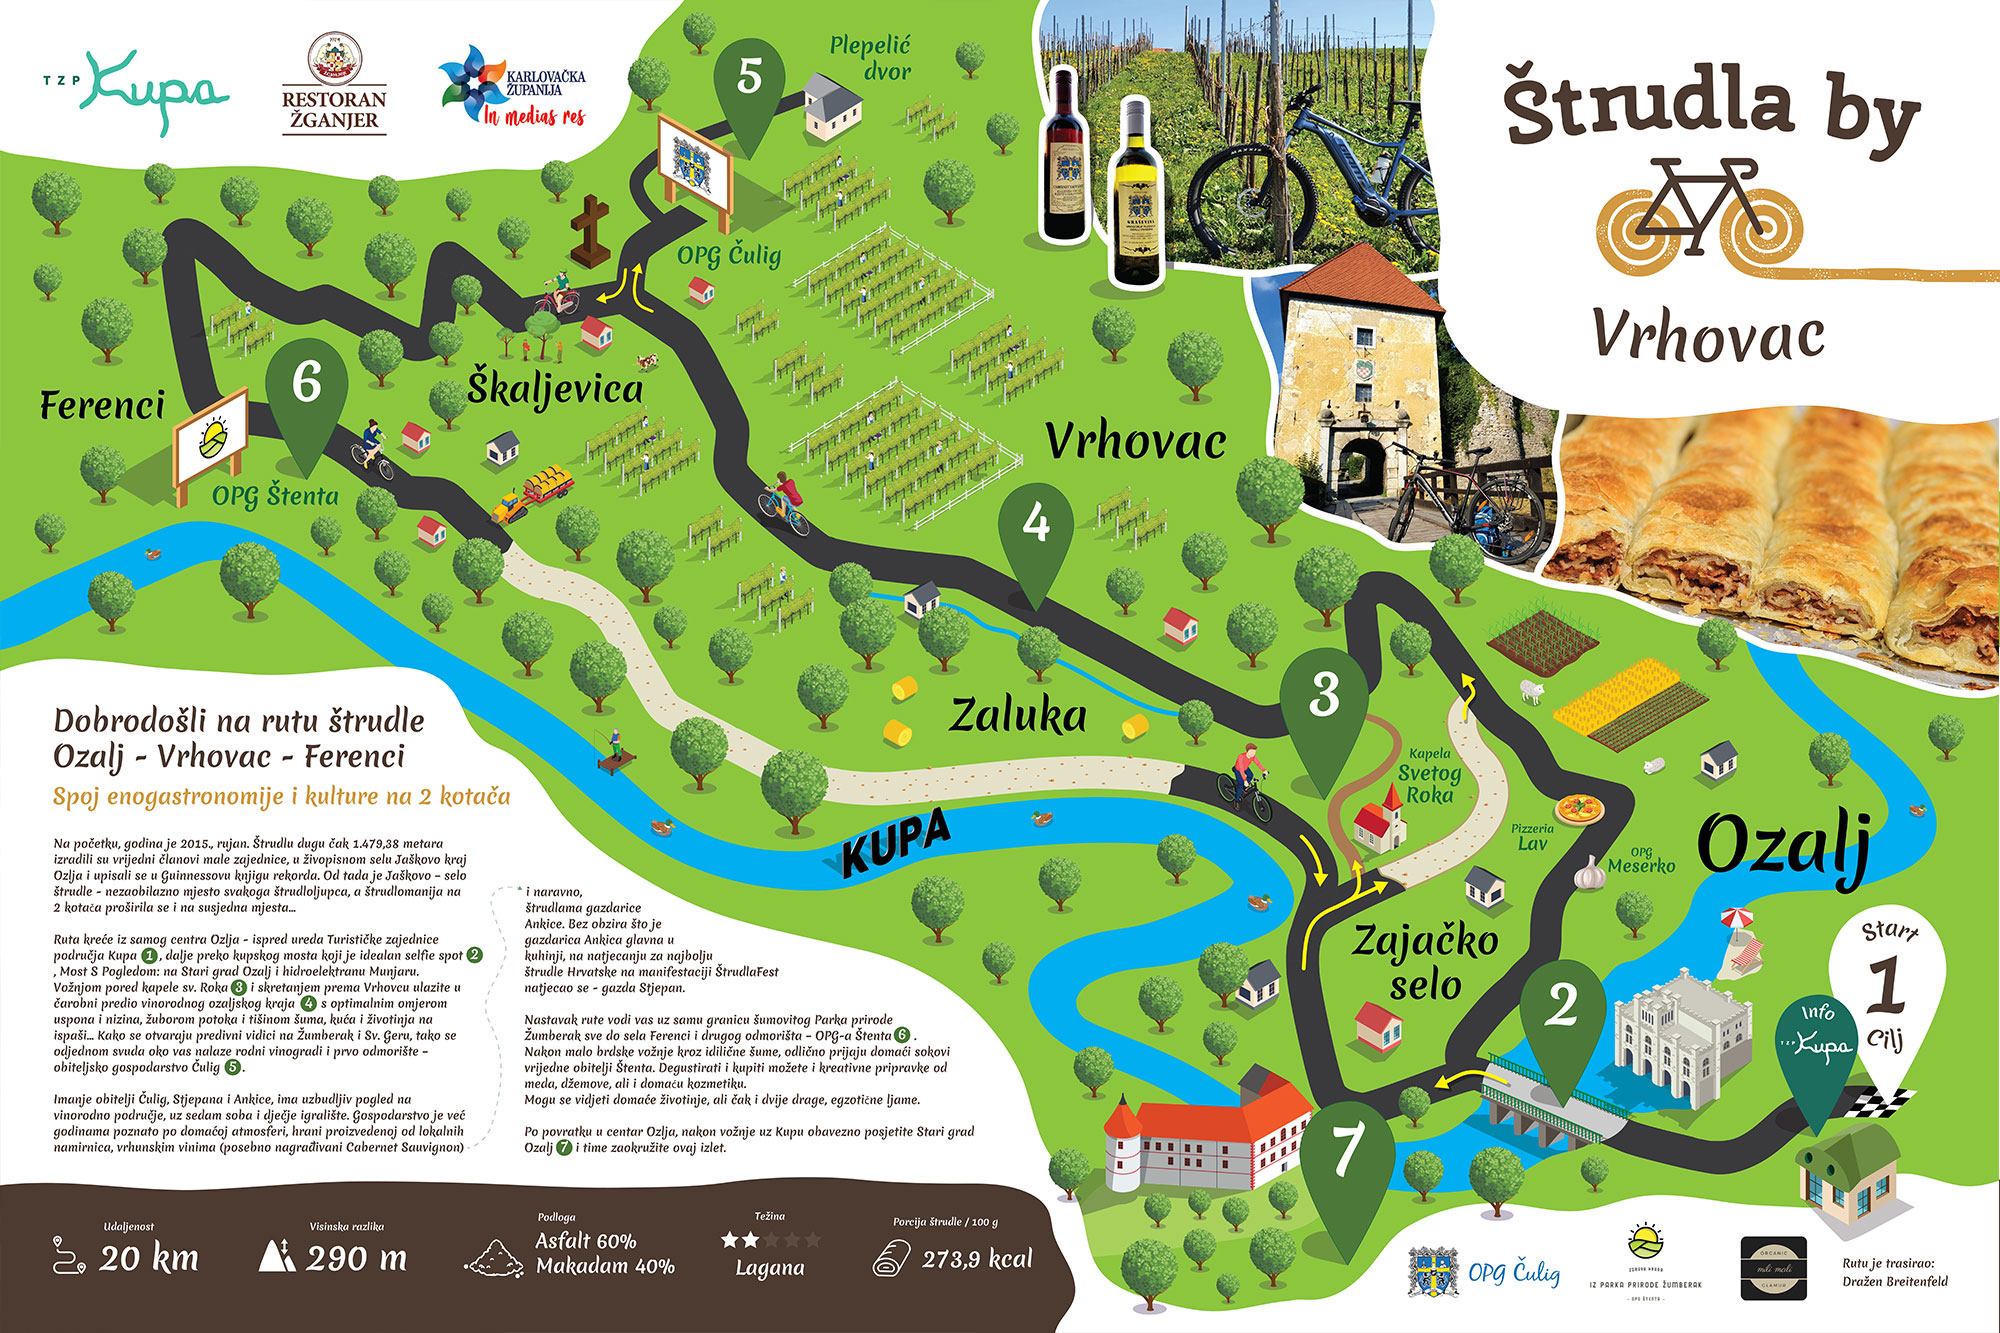 TZP Kupa
RESTORAN
ŽGANJER
KARLOVAČKA
ŽUPANIJA
In medias res
Štrudla by
Vrhovac
5
Plepelić
dvor
OPG Čulig
6
Ferenci
Škaljevica
OPG Štenta
Vrhovac
4
3
Zaluka
Kapela
Svetog
Roka
Pizzeria
Lav
OPG
Meserko
KUPA
Ozalj
Zajačko
selo
2
Start
1
Cilj
Info
TZP Kupa
7
Dobrodošli na rutu štrudle
Ozalj - Vrhovac - Ferenci
Spoj enogastronomije i kulture na 2 kotača
Na početku, godina je 2015., rujan. Štrudlu dugu čak 1.479,38 metara
izradili su vrijedni članovi male zajednice, u živopisnom selu Jaškovo kraj
Ozlja i upisali se u Guinnessovu knjigu rekorda. Od tada je Jaškovo – selo
štrudle – nezaobilazno mjesto svakoga štrudloljupca, a štrudlomanija na
2 kotača proširila se i na susjedna mjesta...
Ruta kreće iz samog centra Ozlja - ispred ureda Turističke zajednice
područja Kupa 1, dalje preko kupskog mosta koji je idealan selfie spot 2
, Most S Pogledom: na Stari grad Ozalj i hidroelektranu Munjaru.
Vožnjom pored kapele sv. Roka 3 i skretanjem prema Vrhovcu ulazite u
čarobni predio vinorodnog ozaljskog kraja 4 s optimalnim omjerom
uspona i nizina, žuborom potoka i tišinom šuma, kuća i životinja na
ispaši... Kako se otvaraju predivni vidici na Žumberak i Sv. Geru, tako se
odjednom svuda oko vas nalaze rodni vinogradi i prvo odmorište –
obiteljsko gospodarstvo Čulig 5.
Imanje obitelji Čulig, Stjepana i Ankice, ima uzbudljiv pogled na
vinorodno područje, uz sedam soba i dječje igralište. Gospodarstvo je već
godinama poznato po domaćoj atmosferi, hrani proizvedenoj od lokalnih
namirnica, vrhunskim vinima (posebno nagrađivani Cabernet Sauvignon)
i naravno,
štrudlama gazdarice
Ankice. Bez obzira što je
gazdarica Ankica glavna u
kuhinji, na natjecanju za najbolju
štrudle Hrvatske na manifestaciji ŠtrudlaFest
natjecao se - gazda Stjepan.
Nastavak rute vodi vas uz samu granicu šumovitog Parka prirode
Žumberak sve do sela Ferenci i drugog odmorišta – OPG-a Štenta 6.
Nakon malo brdske vožnje kroz idilične šume, odlično prijaju domaći sokovi
vrijedne obitelji Štenta. Degustirati i kupiti možete i kreativne pripravke od
meda, džemove, ali i domaću kozmetiku.
Mogu se vidjeti domaće životinje, ali čak i dvije drage, egzotične ljame.
Po povratku u centar Ozlja, nakon vožnje uz Kupu obavezno posjetite Stari grad
Ozalj 7 i time zaokružite ovaj izlet.
Udaljenost
20 km
Visinska razlika
290 m
Podloga
Asfalt 60%
Makadam 40%
Težina
Lagana
Porcija štrudle / 100 g
273,9 kcal
OPG Čulig
IZ PARKA PRIRODE ŽUMBERAK
- OPG ŠTENTA -
ORGANIC
mili mali
GLAMUR
Rutu je trasirao:
Dražen Breitenfeld